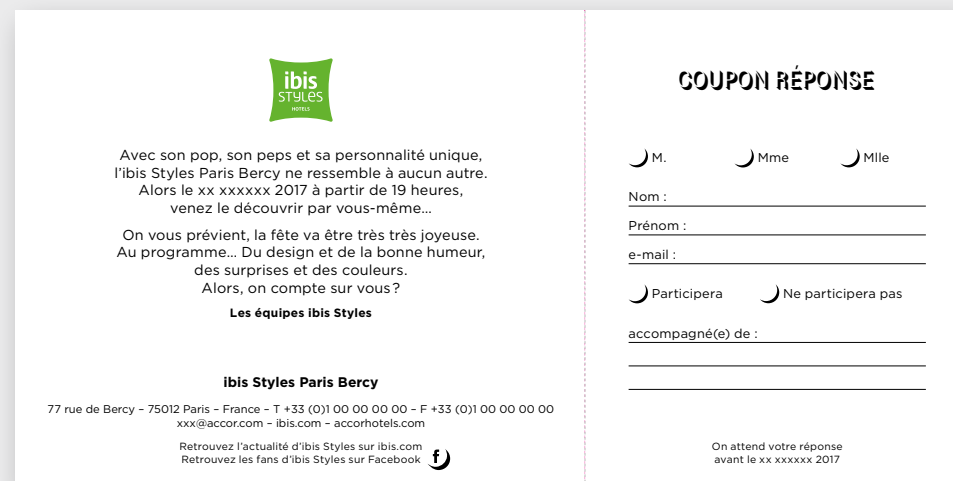 ibis
STYLES
HOTELS
Avec son pop, son peps et sa personnalité unique,
l'ibis Styles Paris Bercy ne ressemble à aucun autre.
Alors le xx xxxxxx 2017 à partir de 19 heures,
venez le découvrir par vous-même...
On vous prévient, la fête va être très très joyeuse.
Au programme... Du design et de la bonne humeur,
des surprises et des couleurs.
Alors, on compte sur vous ?
Les équipes ibis Styles
ibis Styles Paris Bercy
77 rue de Bercy – 75012 Paris – France – T +33 (0)1 00 00 00 00 – F +33 (0)1 00 00 00 00
xxx@accor.com – ibis.com – accorhotels.com
Retrouvez l'actualité d'ibis Styles sur ibis.com
Retrouvez les fans d'ibis Styles sur Facebook f
COUPON RÉPONSE
M. Mme Mlle
Nom :
Prénom :
e-mail :
Participera Ne participera pas
accompagné(e) de :
On attend votre réponse
avant le xx xxxxxx 2017